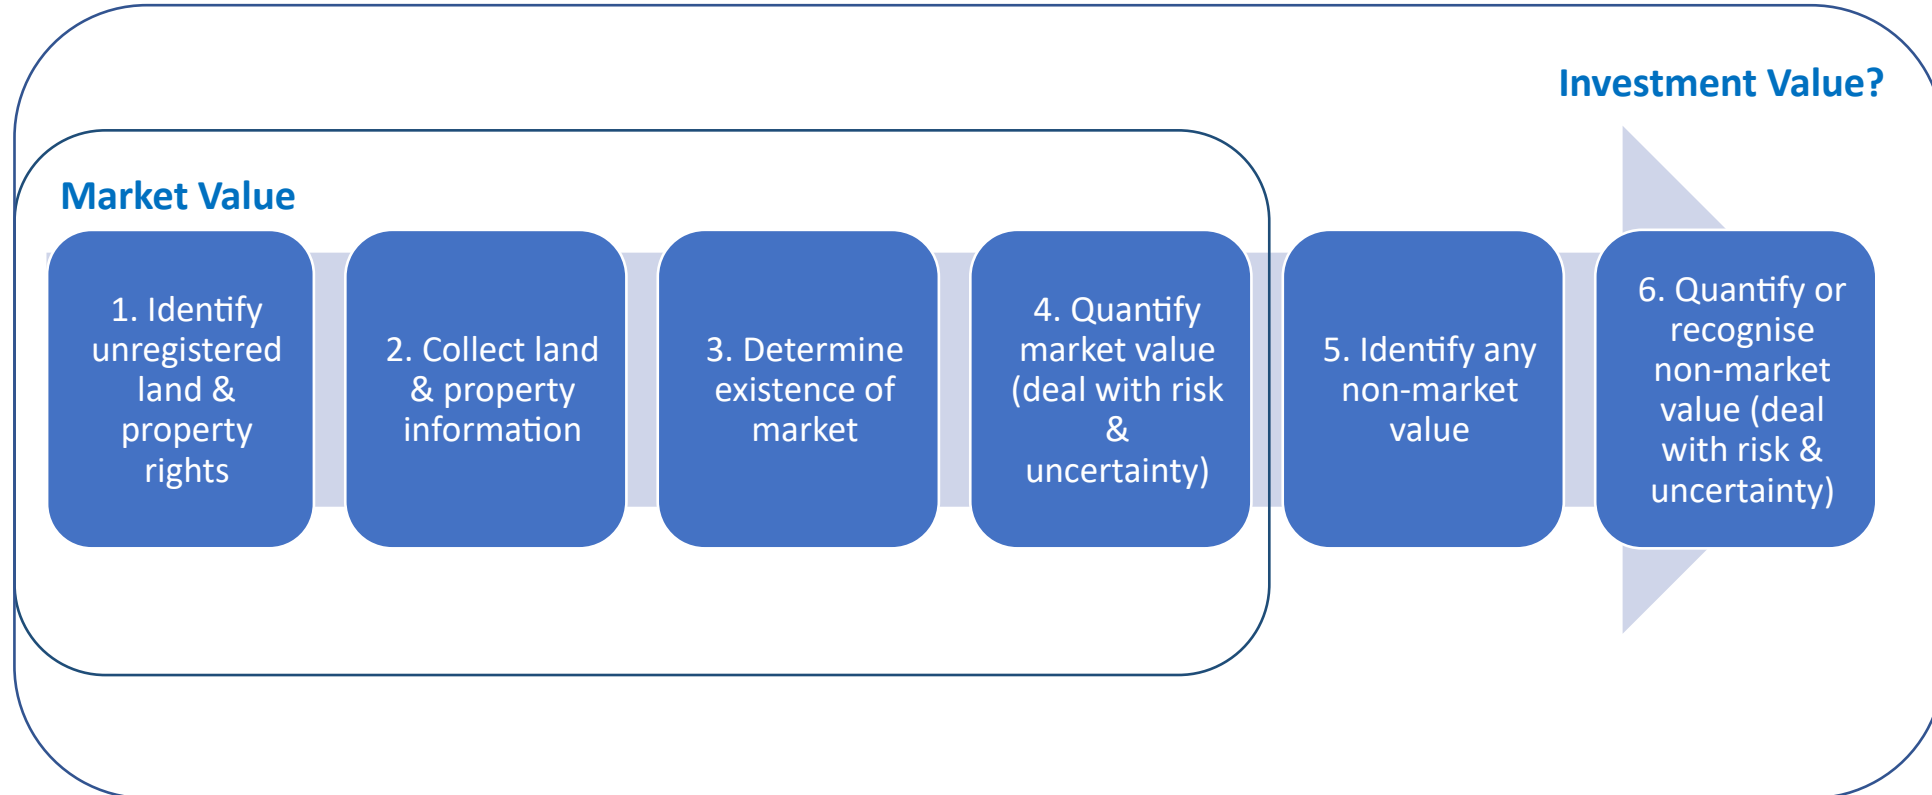 Investment Value?
Market Value
1. Identify
unregistered
land &
property
rights
2. Collect land
& property
information
3. Determine
existence of
market
4. Quantify
market value
(deal with risk
&
uncertainty)
5. Identify any
non-market
value
6. Quantify or
recognise
non-market
value (deal
with risk &
uncertainty)